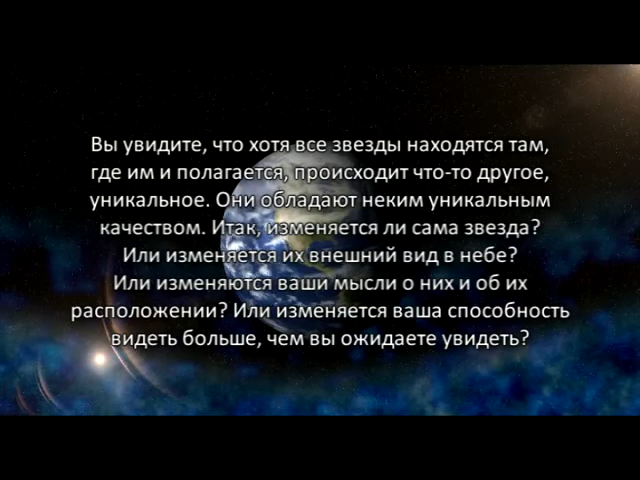 Вы увидите, что хотя все звезды находятся там,
где им и полагается, происходит что-то другое,
уникальное. Они обладают неким уникальным
качеством. Итак, изменяется ли сама звезда?
Или изменяется их внешний вид в небе?
Или изменяются ваши мысли о них и об их
расположении? Или изменяется ваша способность
видеть больше, чем вы ожидаете увидеть?